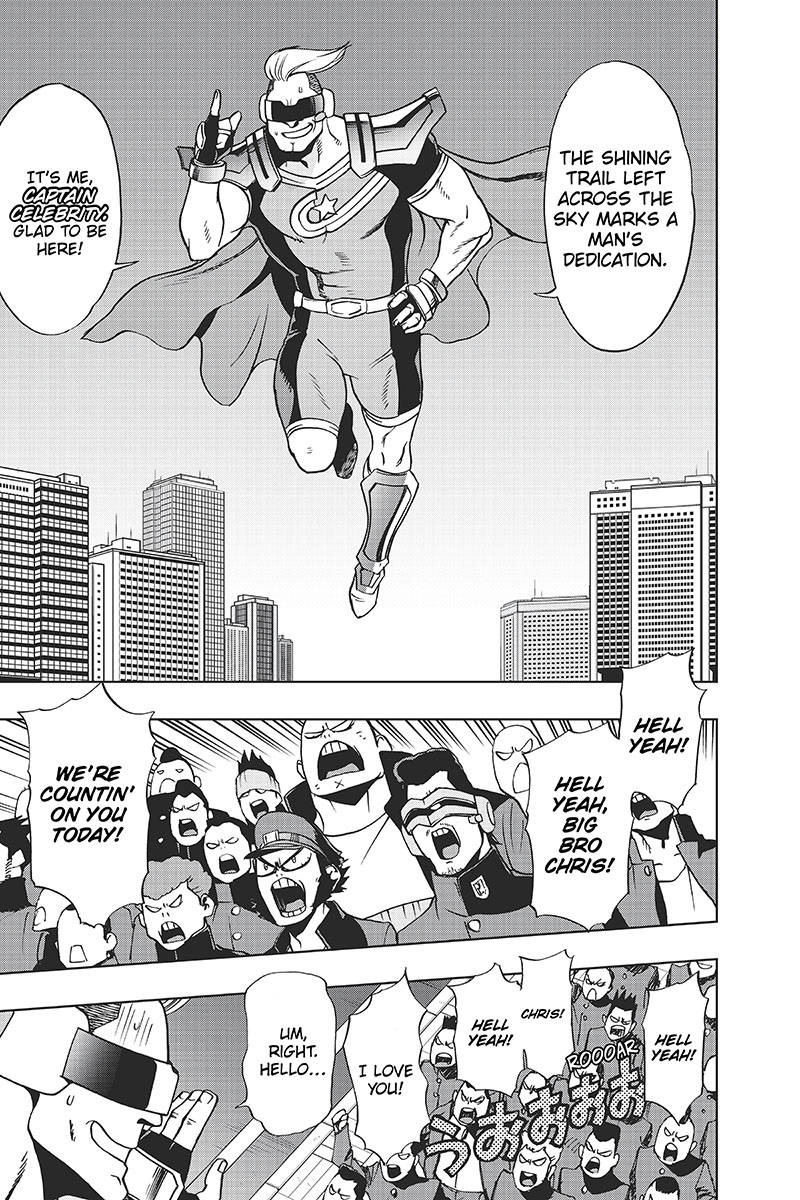 THE SHINING
TRAIL LEFT
ACROSS THE
SKY MARKS A
MAN'S
DEDICATION.
IT'S ME,
CAPTAIN
CELEBRITY.
GLAD TO BE
HERE!
HELL
YEAH!
HELL
YEAH,
BIG
BRO
CHRIS!
WE'RE
COUNTIN'
ON YOU
TODAY!
HELL
YEAH!
CHRIS!
HELL
YEAH!
ROOOAR
うおぉおぉお
I LOVE
YOU!
UM,
RIGHT.
HELLO...